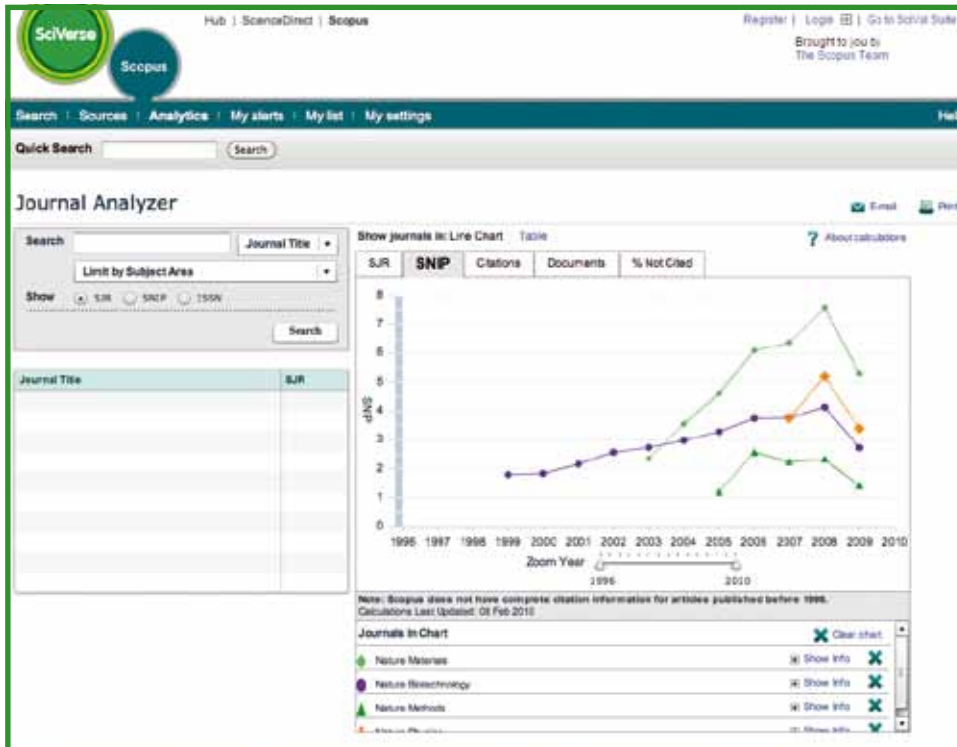 SciVerse
Scopus
Hub | ScienceDirect | Scopus
Register | Login | Go to SciVal Suite
Brought to you by
The Scopus Team
Search | Sources | Analytics | My alerts | My list | My settings
Quick Search Search
Journal Analyzer
E-mail Print
Search Journal Title
Limit by Subject Area
Show SJR SNIP ISSN
Search
Journal Title SJR
Show journals in: Line Chart Table
? About calculations
SJR SNIP Citations Documents % Not Cited
8
7
6
5
4
3
2
1
0
SNIP
1996 1997 1998 1999 2000 2001 2002 2003 2004 2005 2006 2007 2008 2009 2010
Zoom Year
1996 2010
Note: Scopus does not have complete citation information for articles published before 1996.
Calculations Last Updated: 08 Feb 2010
Journals in Chart Clear chart
Nature Materials Show Info
Nature Biotechnology Show Info
Nature Methods Show Info